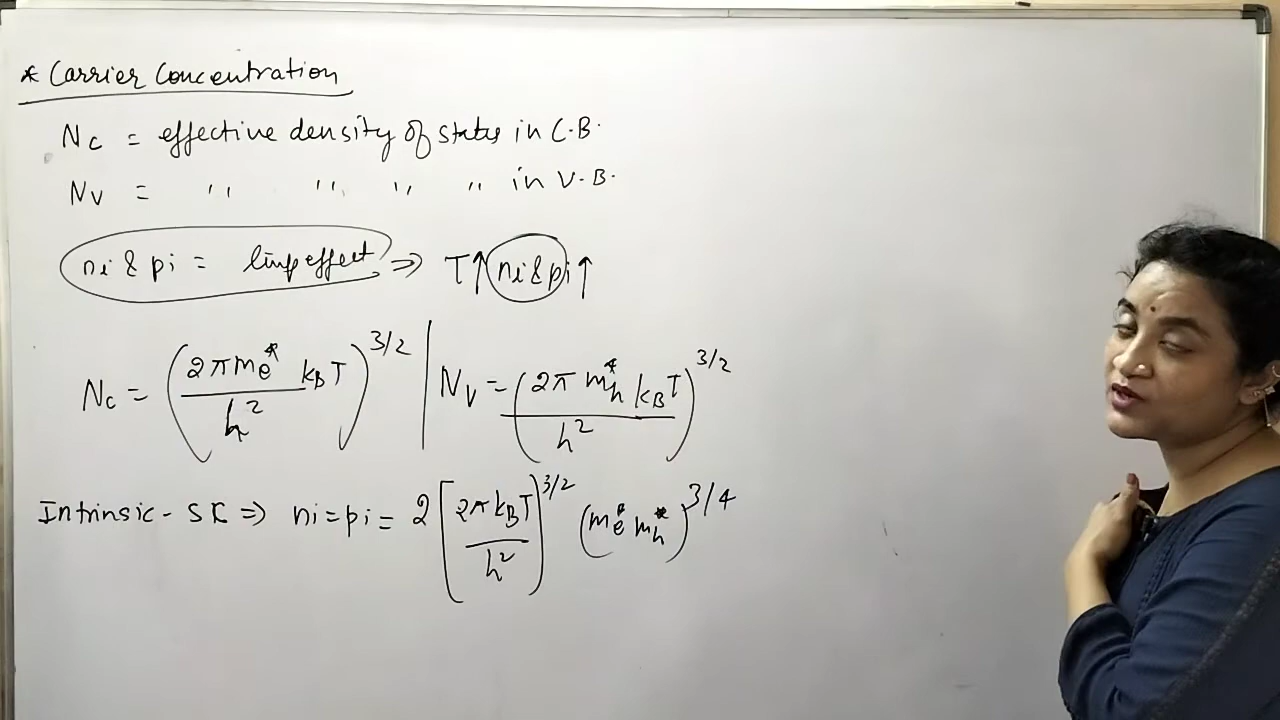 * Carrier Concentration
Nc = effective density of states in C.B.
Nv = '' '' '' '' in V.B.
ni & pi = effect ⇒ T↑ ni & pi ↑
Nc = (2π me* kBT / h²)^3/2 | Nv = (2π mh* kBT / h²)^3/2
Intrinsic - SC ⇒ ni = pi = 2 [2π kBT / h²]^3/2 (me* mh*)^3/4